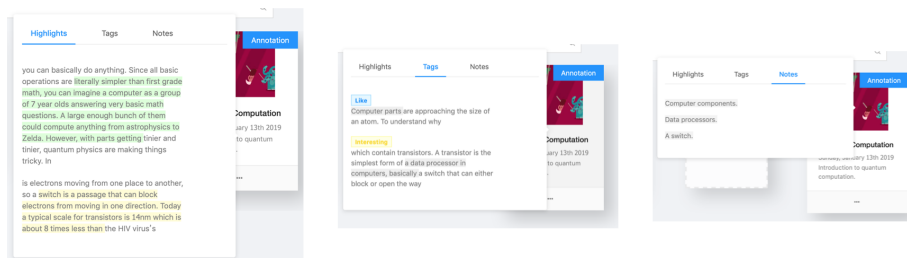 Highlights Tags Notes
Annotation
you can basically do anything. Since all basic
operations are literally simpler than first grade
math, you can imagine a computer as a group
of 7 year olds answering very basic math
questions. A large enough bunch of them
could compute anything from astrophysics to
Zelda. However, with parts getting tinier and
tinier, quantum physics are making things
tricky. In
is electrons moving from one place to another,
so a switch is a passage that can block
electrons from moving in one direction. Today
a typical scale for transistors is 14nm which is
about 8 times less than the HIV virus's
Computation
13th 2019
to quantum
...
Highlights Tags Notes
Annotation
Like
Computer parts are approaching the size of
an atom. To understand why
Interesting
which contain transistors. A transistor is the
simplest form of a data processor in
computers, basically a switch that can either
block or open the way
Computation
13th 2019
to quantum
...
Highlights Tags Notes
Annotation
Computer components.
Data processors.
A switch.
Computation
Sunday, January 13th 2019
Introduction to quantum
computation.
...